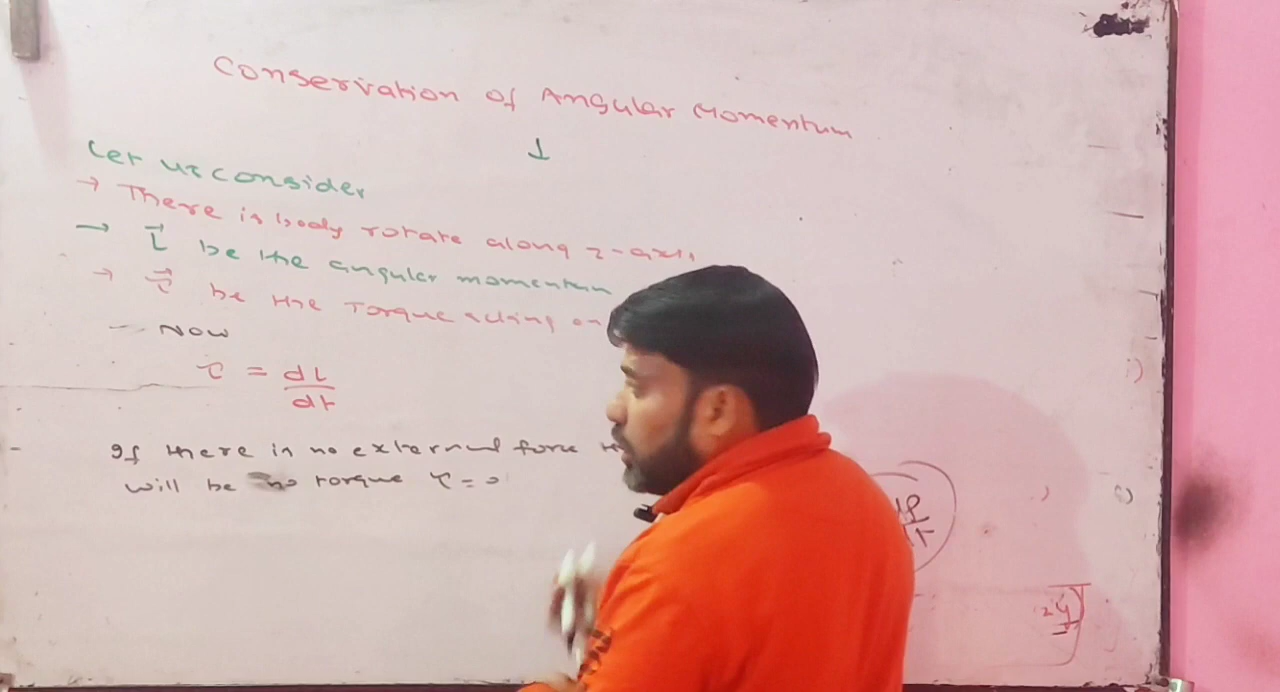 Conservation of Angular Momentum
↓
Let us consider
→ There is body rotate along z-axis
→ L⃗ be the angular momentum
→ τ⃗ be the Torque acting on
- Now
τ = dL/dt
If there is no external force
will be no torque τ = 0